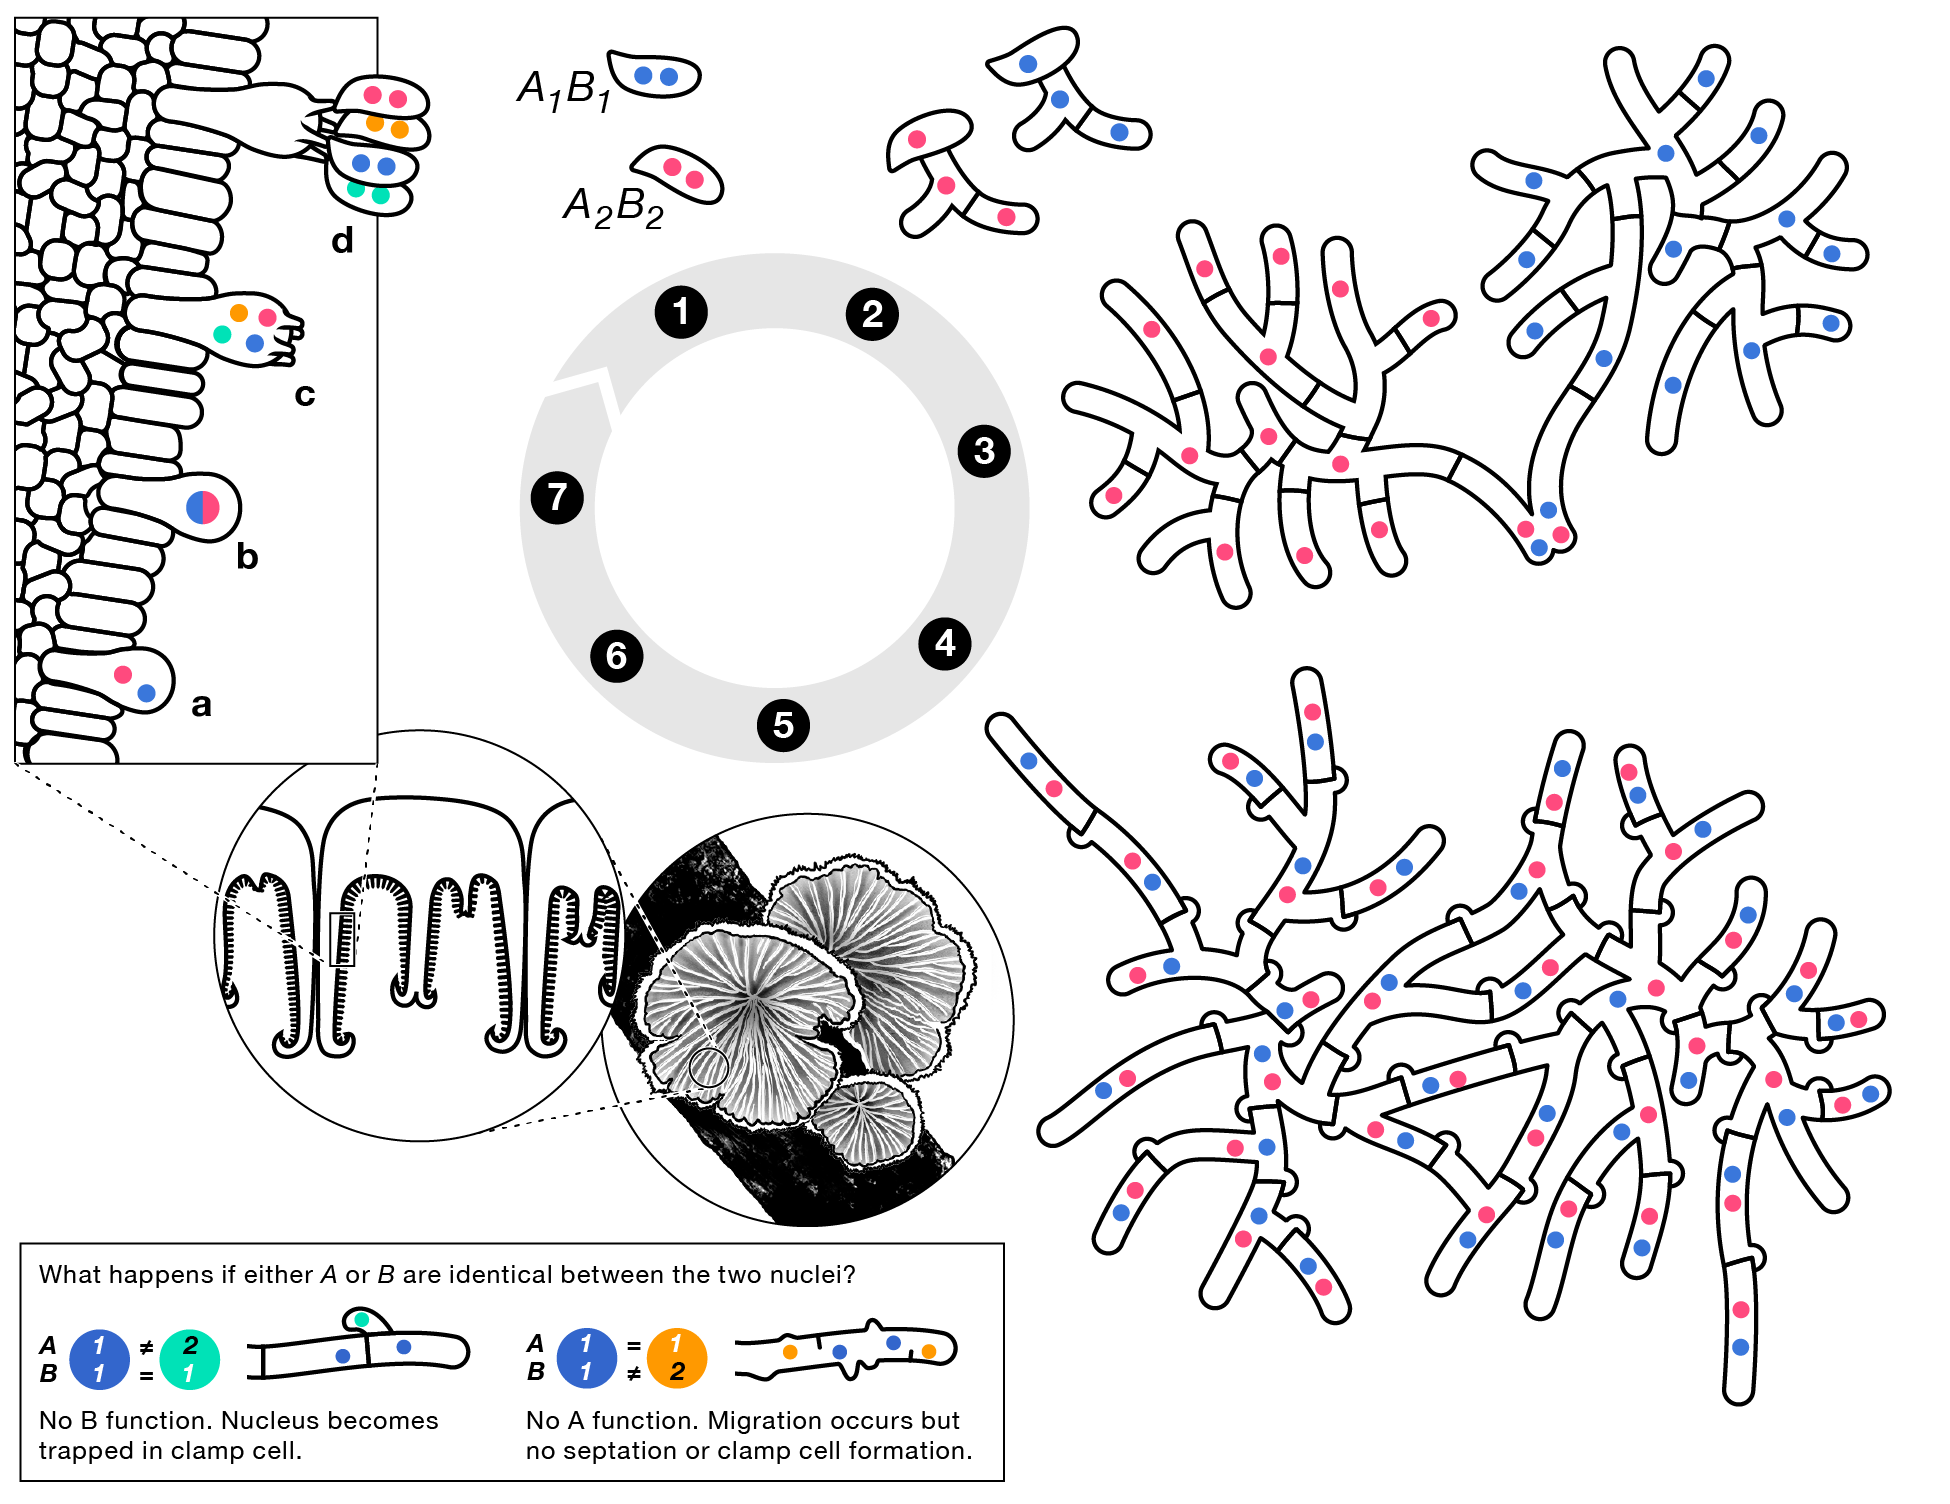 A₁B₁
A₂B₂
d
c
b
a
1
2
3
4
5
6
7
What happens if either A or B are identical between the two nuclei?
A 1 ≠ 2
B 1 = 1
No B function. Nucleus becomes
trapped in clamp cell.
A 1 = 1
B 1 ≠ 2
No A function. Migration occurs but
no septation or clamp cell formation.